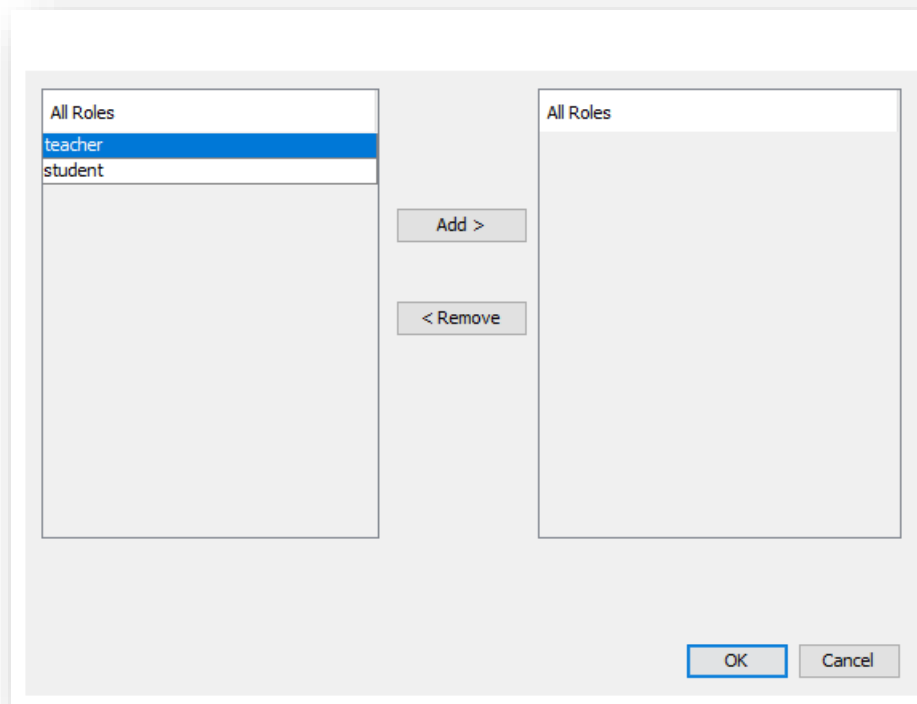 All Roles
teacher
student
Add >
< Remove
All Roles
OK
Cancel